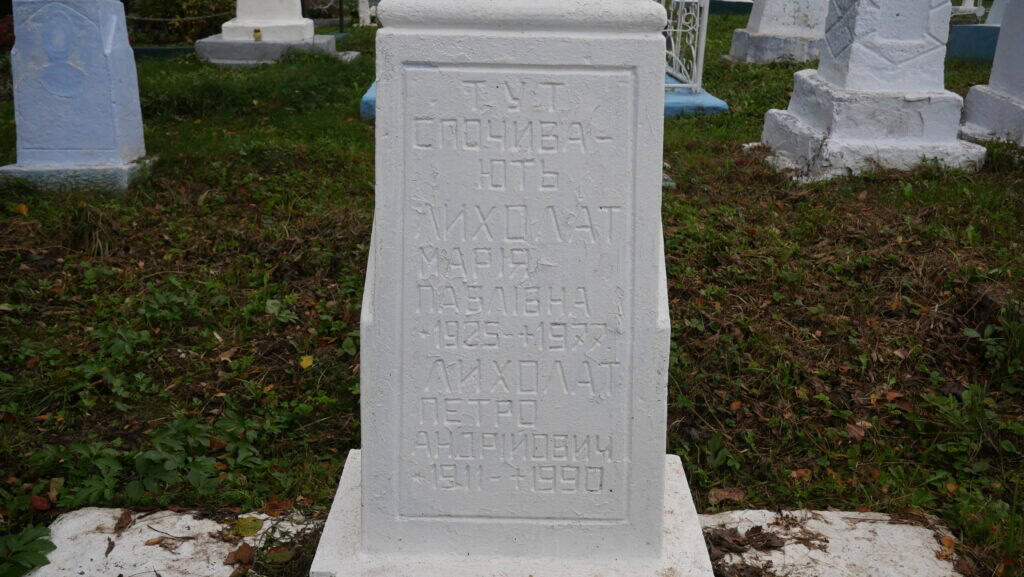 ТУТ
СПОЧИВА-
ЮТЬ
ЛИХОЛАТ
МАРІЯ
ПАВЛІВНА
*1925-+1977
ЛИХОЛАТ
ПЕТРО
АНДРІЙОВИЧ
*1911-+1990